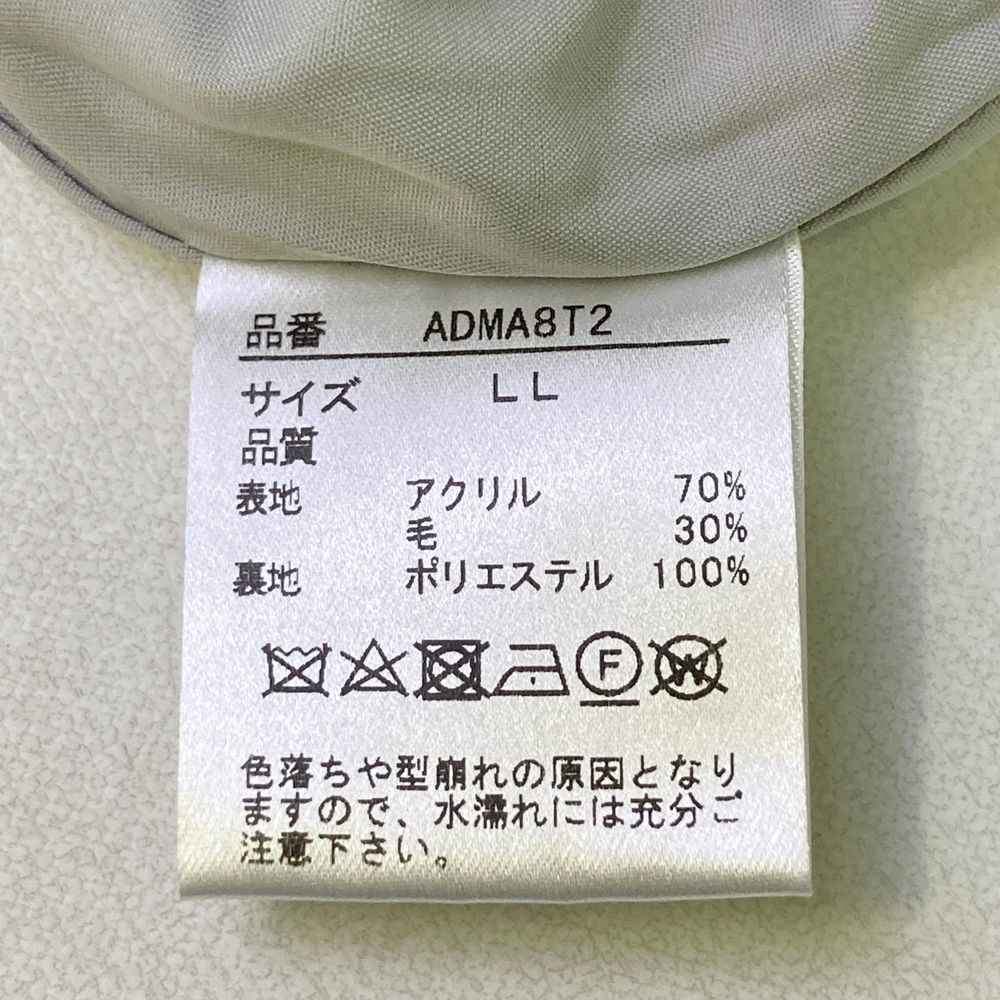 品番 ADMA8T2
サイズ LL
品質
表地 アクリル 70%
毛 30%
裏地 ポリエステル 100%
F W
色落ちや型崩れの原因となり
ますので、水濡れには充分ご
注意下さい。